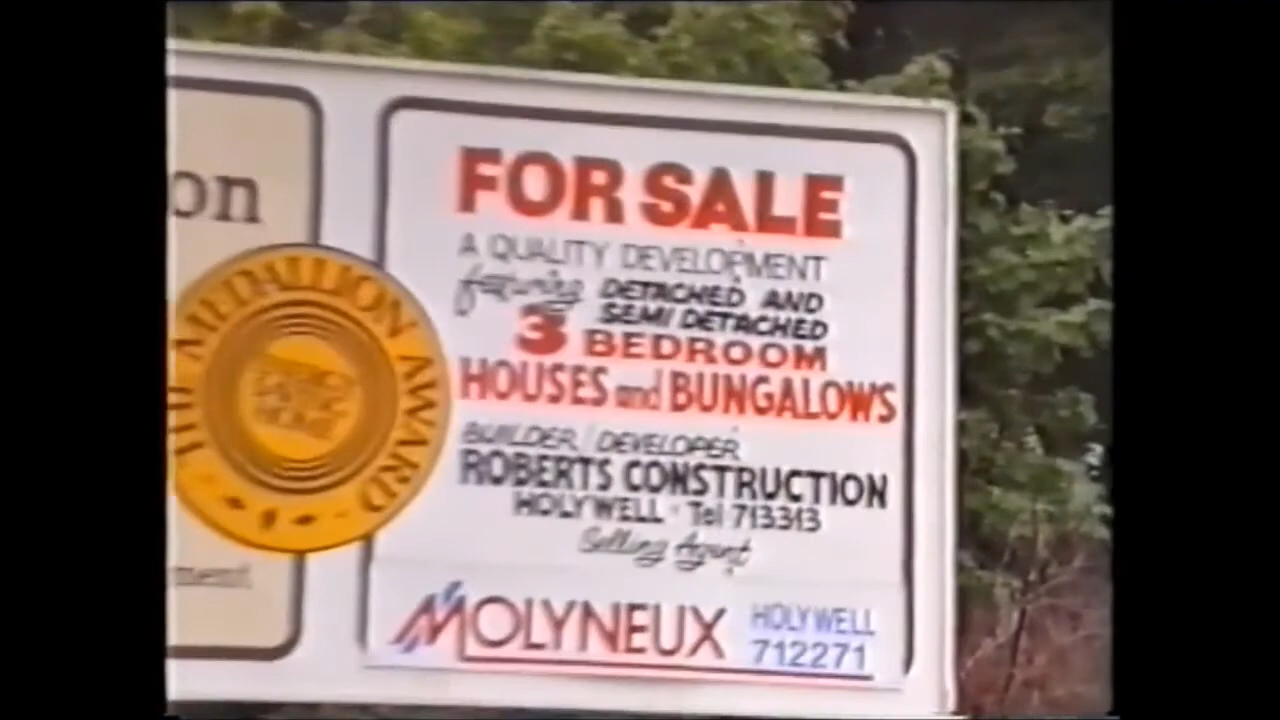 on
THE MEDALLION AWARD
FOR SALE
A QUALITY DEVELOPMENT
featuring DETACHED AND
SEMI DETACHED
3 BEDROOM
HOUSES and BUNGALOWS
BUILDER / DEVELOPER
ROBERTS CONSTRUCTION
HOLYWELL · Tel 713313
Selling Agent
MOLYNEUX
HOLYWELL
712271